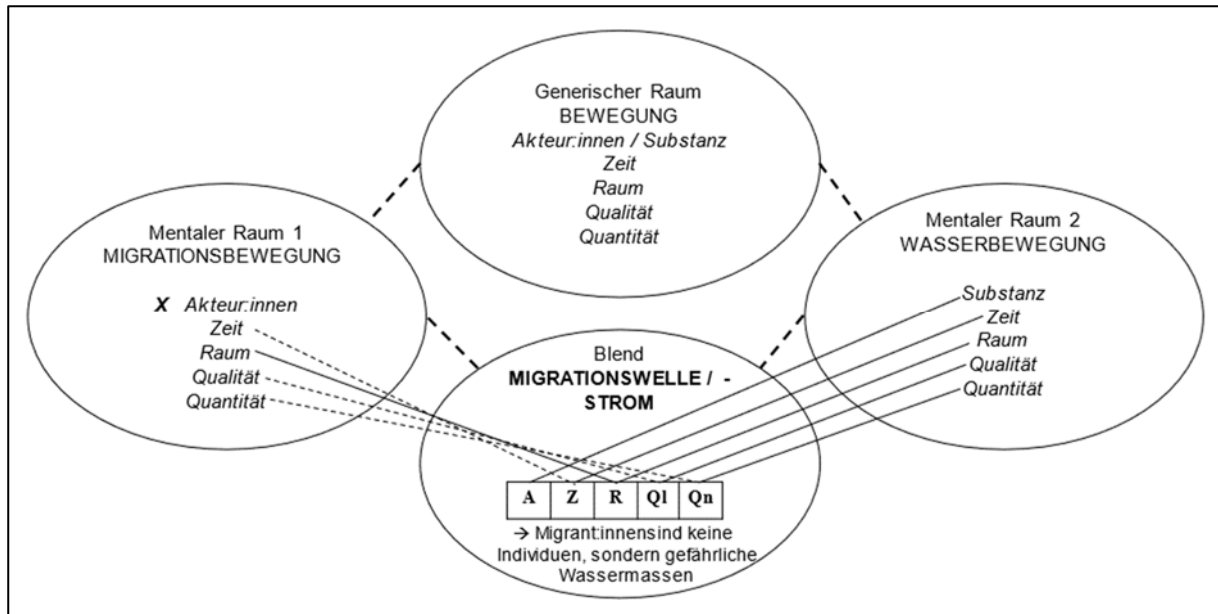 Generischer Raum
BEWEGUNG
Akteur:innen / Substanz
Zeit
Raum
Qualität
Quantität
Mentaler Raum 1
MIGRATIONSBEWEGUNG
X Akteur:innen
Zeit
Raum
Qualität
Quantität
Mentaler Raum 2
WASSERBEWEGUNG
Substanz
Zeit
Raum
Qualität
Quantität
Blend
MIGRATIONSWELLE / -
STROM
A Z R Ql Qn
→ Migrant:innensind keine
Individuen, sondern gefährliche
Wassermassen